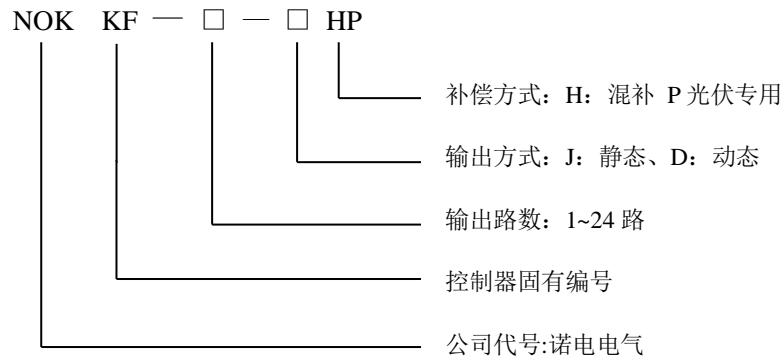 NOK KF — □ — □ HP
补偿方式：H：混补 P 光伏专用
输出方式：J：静态、D：动态
输出路数：1~24 路
控制器固有编号
公司代号:诺电电气